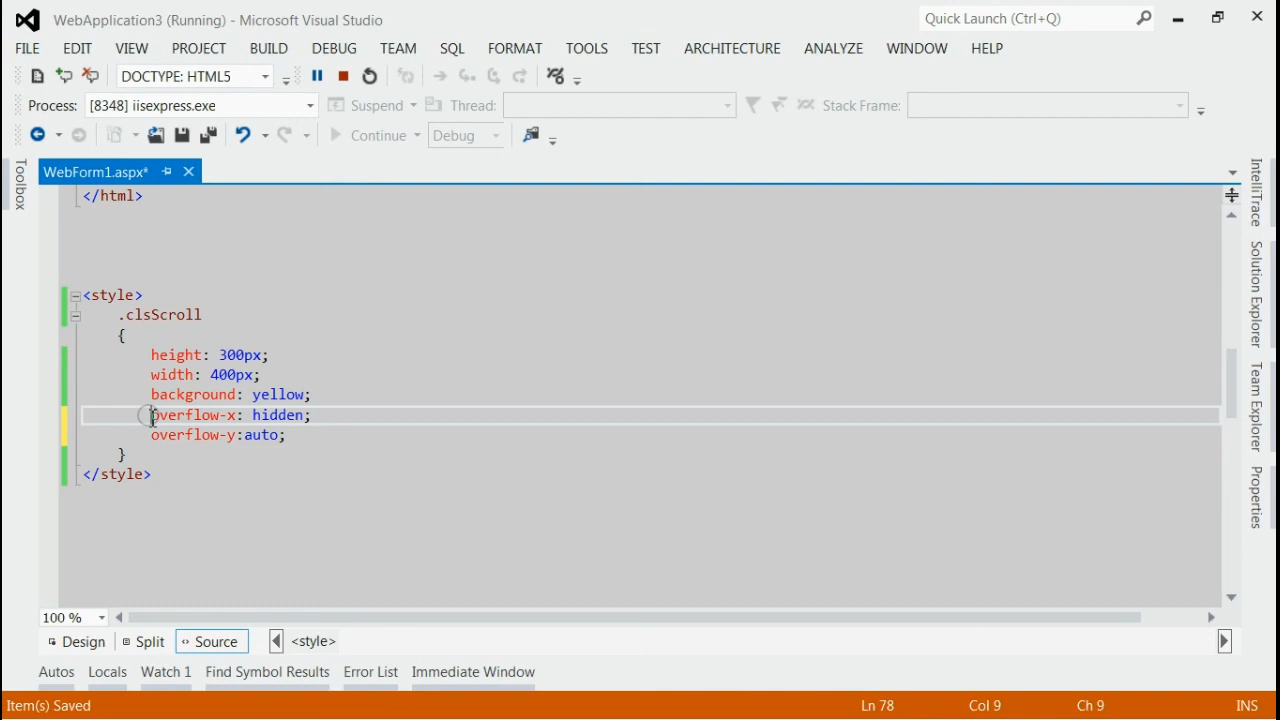 WebApplication3 (Running) - Microsoft Visual Studio
Quick Launch (Ctrl+Q)
FILE EDIT VIEW PROJECT BUILD DEBUG TEAM SQL FORMAT TOOLS TEST ARCHITECTURE ANALYZE WINDOW HELP
DOCTYPE: HTML5
Process: [8348] iisexpress.exe Suspend Thread: Stack Frame:
Continue Debug
WebForm1.aspx*
Toolbox
</html>
<style>
.clsScroll
{
height: 300px;
width: 400px;
background: yellow;
overflow-x: hidden;
overflow-y:auto;
}
</style>
IntelliTrace
Solution Explorer
Team Explorer
Properties
100 %
Design Split Source <style>
Autos Locals Watch 1 Find Symbol Results Error List Immediate Window
Item(s) Saved Ln 78 Col 9 Ch 9 INS